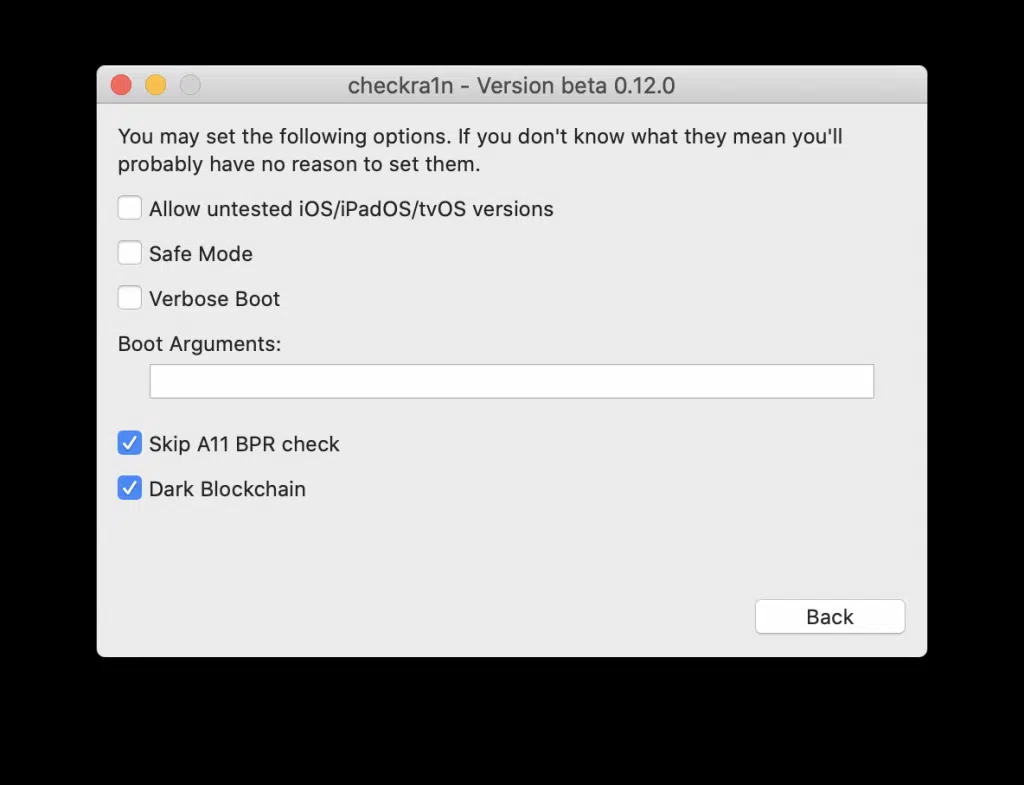 checkra1n - Version beta 0.12.0
You may set the following options. If you don't know what they mean you'll
probably have no reason to set them.
Allow untested iOS/iPadOS/tvOS versions
Safe Mode
Verbose Boot
Boot Arguments:
Skip A11 BPR check
Dark Blockchain
Back